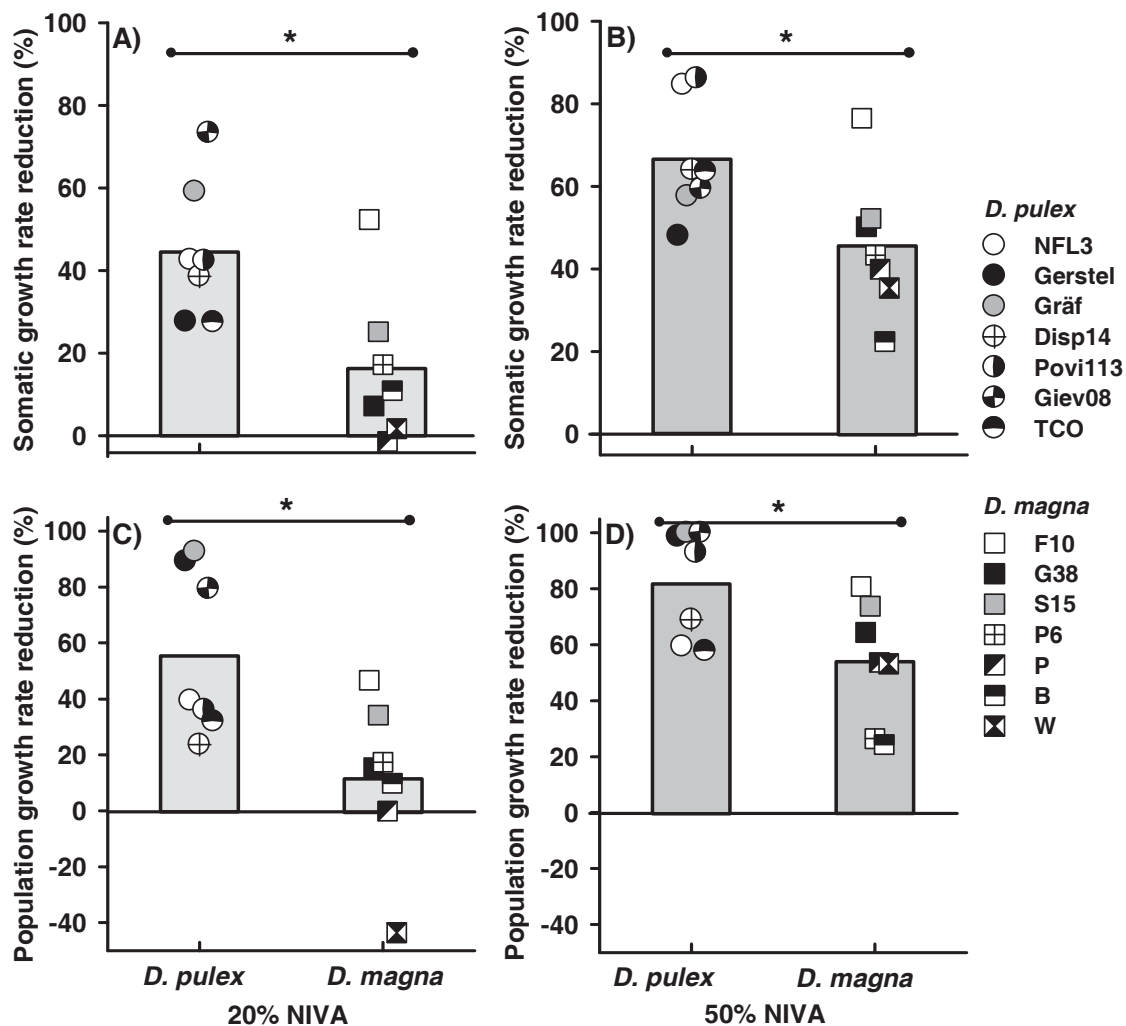 A)
*
Somatic growth rate reduction (%)
100
80
60
40
20
0
B)
*
Somatic growth rate reduction (%)
100
80
60
40
20
0
D. pulex
NFL3
Gerstel
Gräf
Disp14
Povi113
Giev08
TCO
C)
*
Population growth rate reduction (%)
100
80
60
40
20
0
-20
-40
D. pulex
D. magna
20% NIVA
D)
*
Population growth rate reduction (%)
100
80
60
40
20
0
-20
-40
D. pulex
D. magna
50% NIVA
D. magna
F10
G38
S15
P6
P
B
W